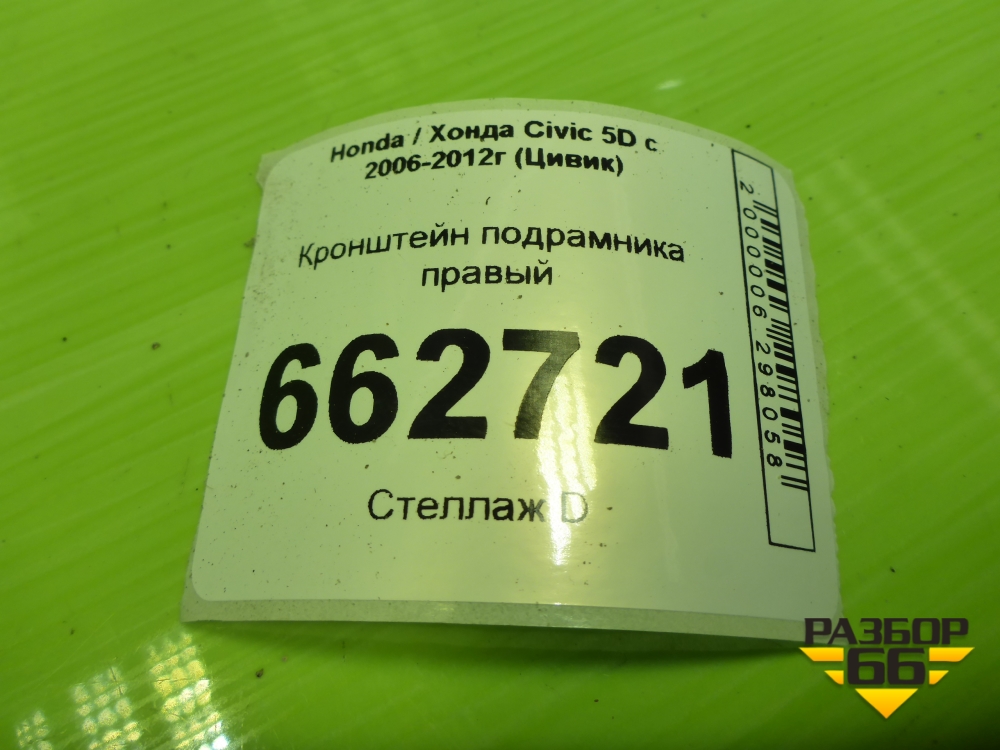 Honda / Хонда Civic 5D с
2006-2012г (Цивик)
Кронштейн подрамника
правый
662721
Стеллаж D
2000006298058
РАЗБОР
66